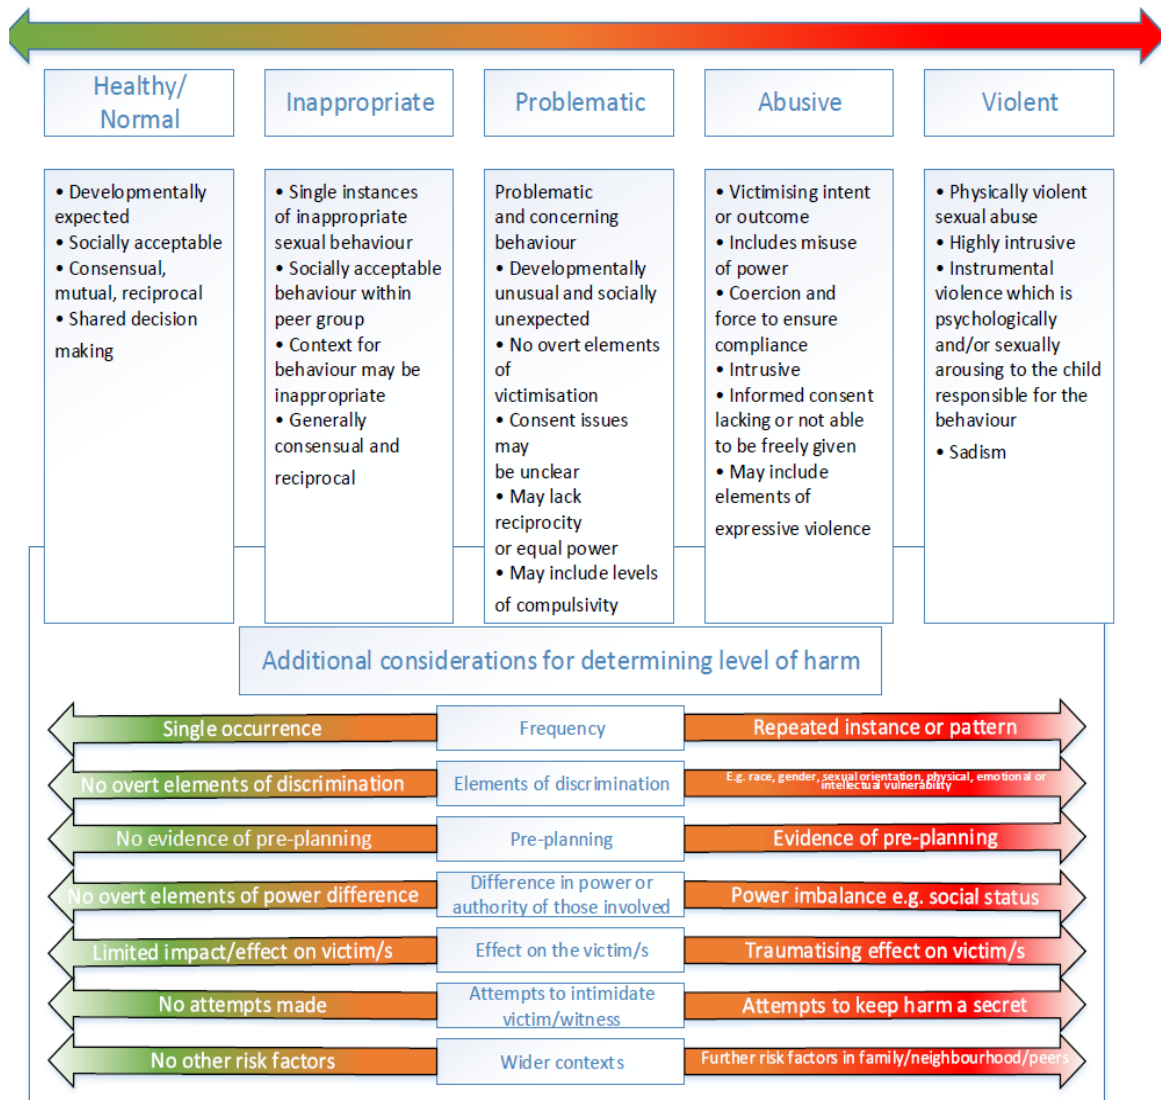 Healthy/
Normal
Inappropriate
Problematic
Abusive
Violent
• Developmentally
expected
• Socially acceptable
• Consensual,
mutual, reciprocal
• Shared decision
making
• Single instances
of inappropriate
sexual behaviour
• Socially acceptable
behaviour within
peer group
• Context for
behaviour may be
inappropriate
• Generally
consensual and
reciprocal
Problematic
and concerning
behaviour
• Developmentally
unusual and socially
unexpected
• No overt elements
of
victimisation
• Consent issues
may
be unclear
• May lack
reciprocity
or equal power
• May include levels
of compulsivity
• Victimising intent
or outcome
• Includes misuse
of power
• Coercion and
force to ensure
compliance
• Intrusive
• Informed consent
lacking or not able
to be freely given
• May include
elements of
expressive violence
• Physically violent
sexual abuse
• Highly intrusive
• Instrumental
violence which is
psychologically
and/or sexually
arousing to the child
responsible for the
behaviour
• Sadism
Additional considerations for determining level of harm
Single occurrence
Frequency
Repeated instance or pattern
No overt elements of discrimination
Elements of discrimination
E.g. race, gender, sexual orientation, physical, emotional or
intellectual vulnerability
No evidence of pre-planning
Pre-planning
Evidence of pre-planning
No overt elements of power difference
Difference in power or
authority of those involved
Power imbalance e.g. social status
Limited impact/effect on victim/s
Effect on the victim/s
Traumatising effect on victim/s
No attempts made
Attempts to intimidate
victim/witness
Attempts to keep harm a secret
No other risk factors
Wider contexts
Further risk factors in family/neighbourhood/peers